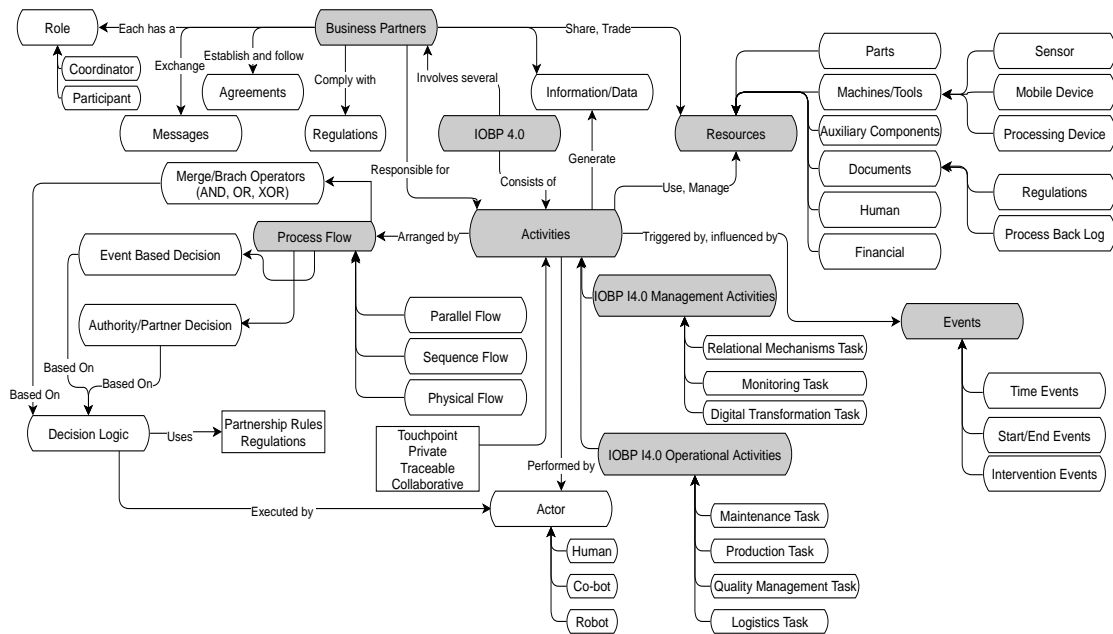 Role
Each has a
Business Partners
Share, Trade
Parts
Sensor
Coordinator
Participant
Exchange
Establish and follow
Agreements
Comply with
Involves several
Information/Data
Machines/Tools
Mobile Device
Messages
Regulations
IOBP 4.0
Resources
Auxiliary Components
Processing Device
Merge/Brach Operators
(AND, OR, XOR)
Responsible for
Consists of
Generate
Use, Manage
Documents
Regulations
Human
Process Back Log
Financial
Process Flow
Arranged by
Activities
Triggered by, influenced by
Event Based Decision
Authority/Partner Decision
Parallel Flow
Sequence Flow
Physical Flow
IOBP I4.0 Management Activities
Relational Mechanisms Task
Monitoring Task
Digital Transformation Task
Events
Time Events
Start/End Events
Intervention Events
Based On
Based On
Based On
Decision Logic
Uses
Partnership Rules
Regulations
Touchpoint
Private
Traceable
Collaborative
Performed by
IOBP I4.0 Operational Activities
Executed by
Actor
Human
Co-bot
Robot
Maintenance Task
Production Task
Quality Management Task
Logistics Task